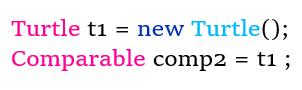 Turtle t1 = new Turtle();
Comparable comp2 = t1 ;